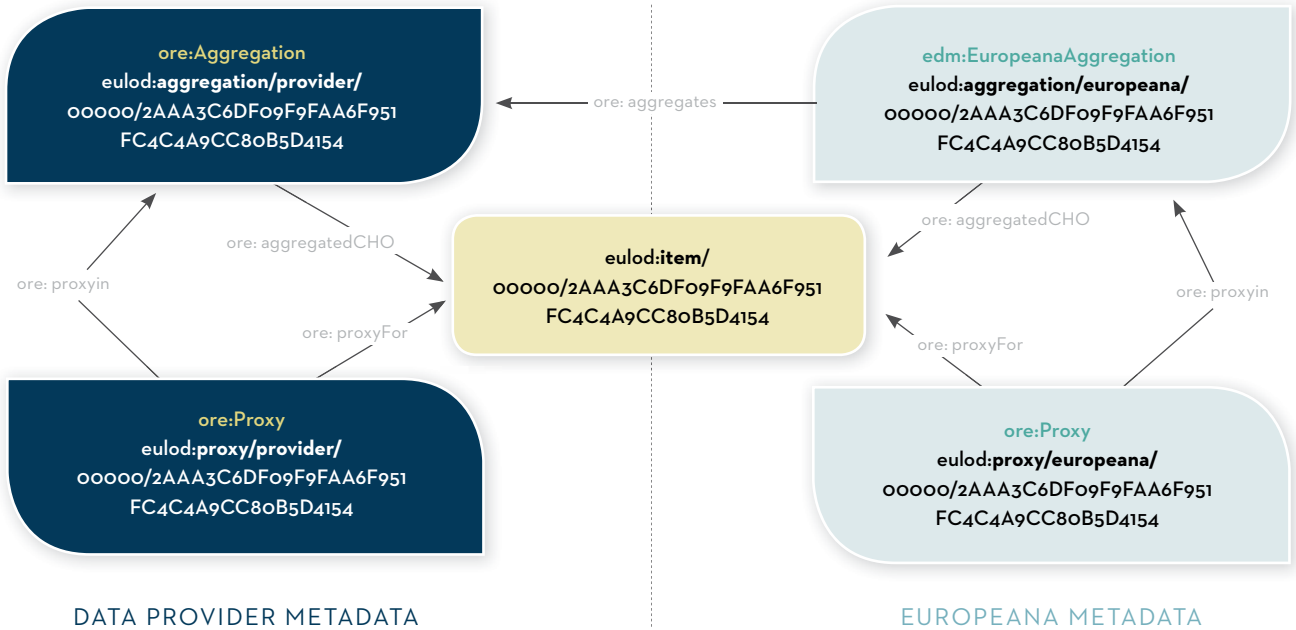 ore:Aggregation
eulod:aggregation/provider/
00000/2AAA3C6DF09F9FAA6F951
FC4C4A9CC80B5D4154
edm:EuropeanaAggregation
eulod:aggregation/europeana/
00000/2AAA3C6DF09F9FAA6F951
FC4C4A9CC80B5D4154
ore: aggregates
ore: aggregatedCHO
ore: aggregatedCHO
ore: proxyin
ore: proxyin
eulod:item/
00000/2AAA3C6DF09F9FAA6F951
FC4C4A9CC80B5D4154
ore: proxyFor
ore: proxyFor
ore:Proxy
eulod:proxy/provider/
00000/2AAA3C6DF09F9FAA6F951
FC4C4A9CC80B5D4154
ore:Proxy
eulod:proxy/europeana/
00000/2AAA3C6DF09F9FAA6F951
FC4C4A9CC80B5D4154
DATA PROVIDER METADATA
EUROPEANA METADATA